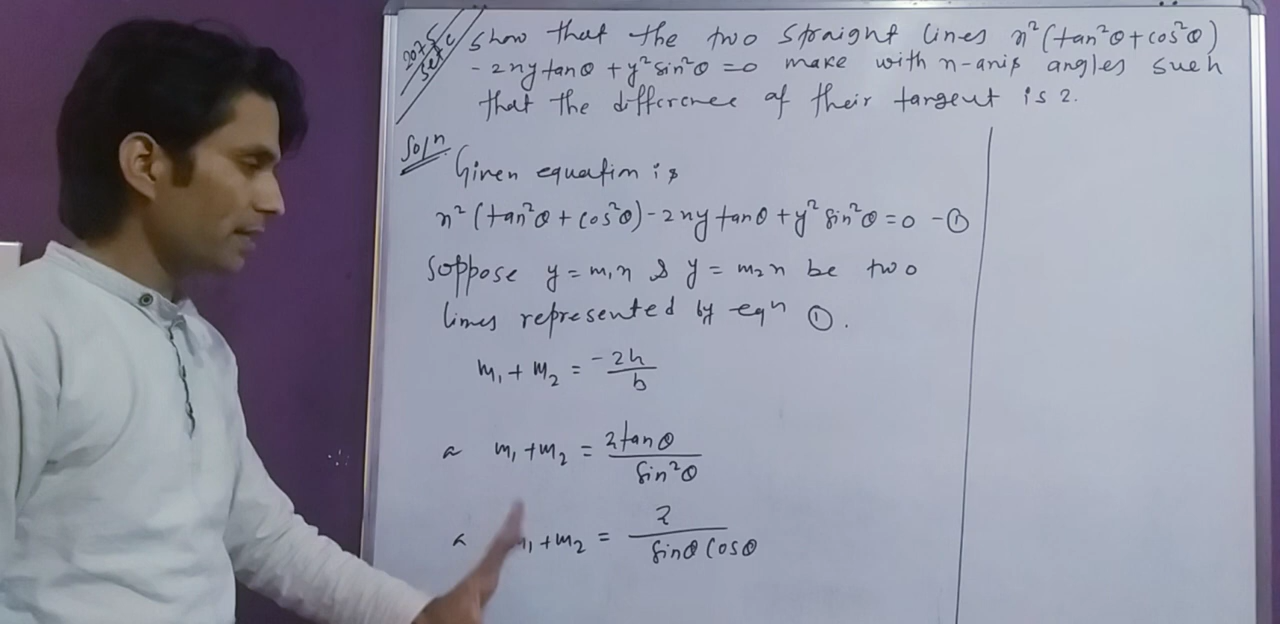 2075 Set C Show that the two straight lines x²(tan²θ+cos²θ)
- 2xy tanθ + y² sin²θ = 0 make with x-axis angles such
that the difference of their tangent is 2.
Solⁿ
Given equation is
x² (tan²θ + cos²θ) - 2xy tanθ + y² sin²θ = 0 - ①
Suppose y = m₁x & y = m₂x be two
lines represented by eqⁿ ①.
m₁ + m₂ = -2h/b
m₁ + m₂ = 2tanθ/sin²θ
m₁ + m₂ = 2/sinθ cosθ